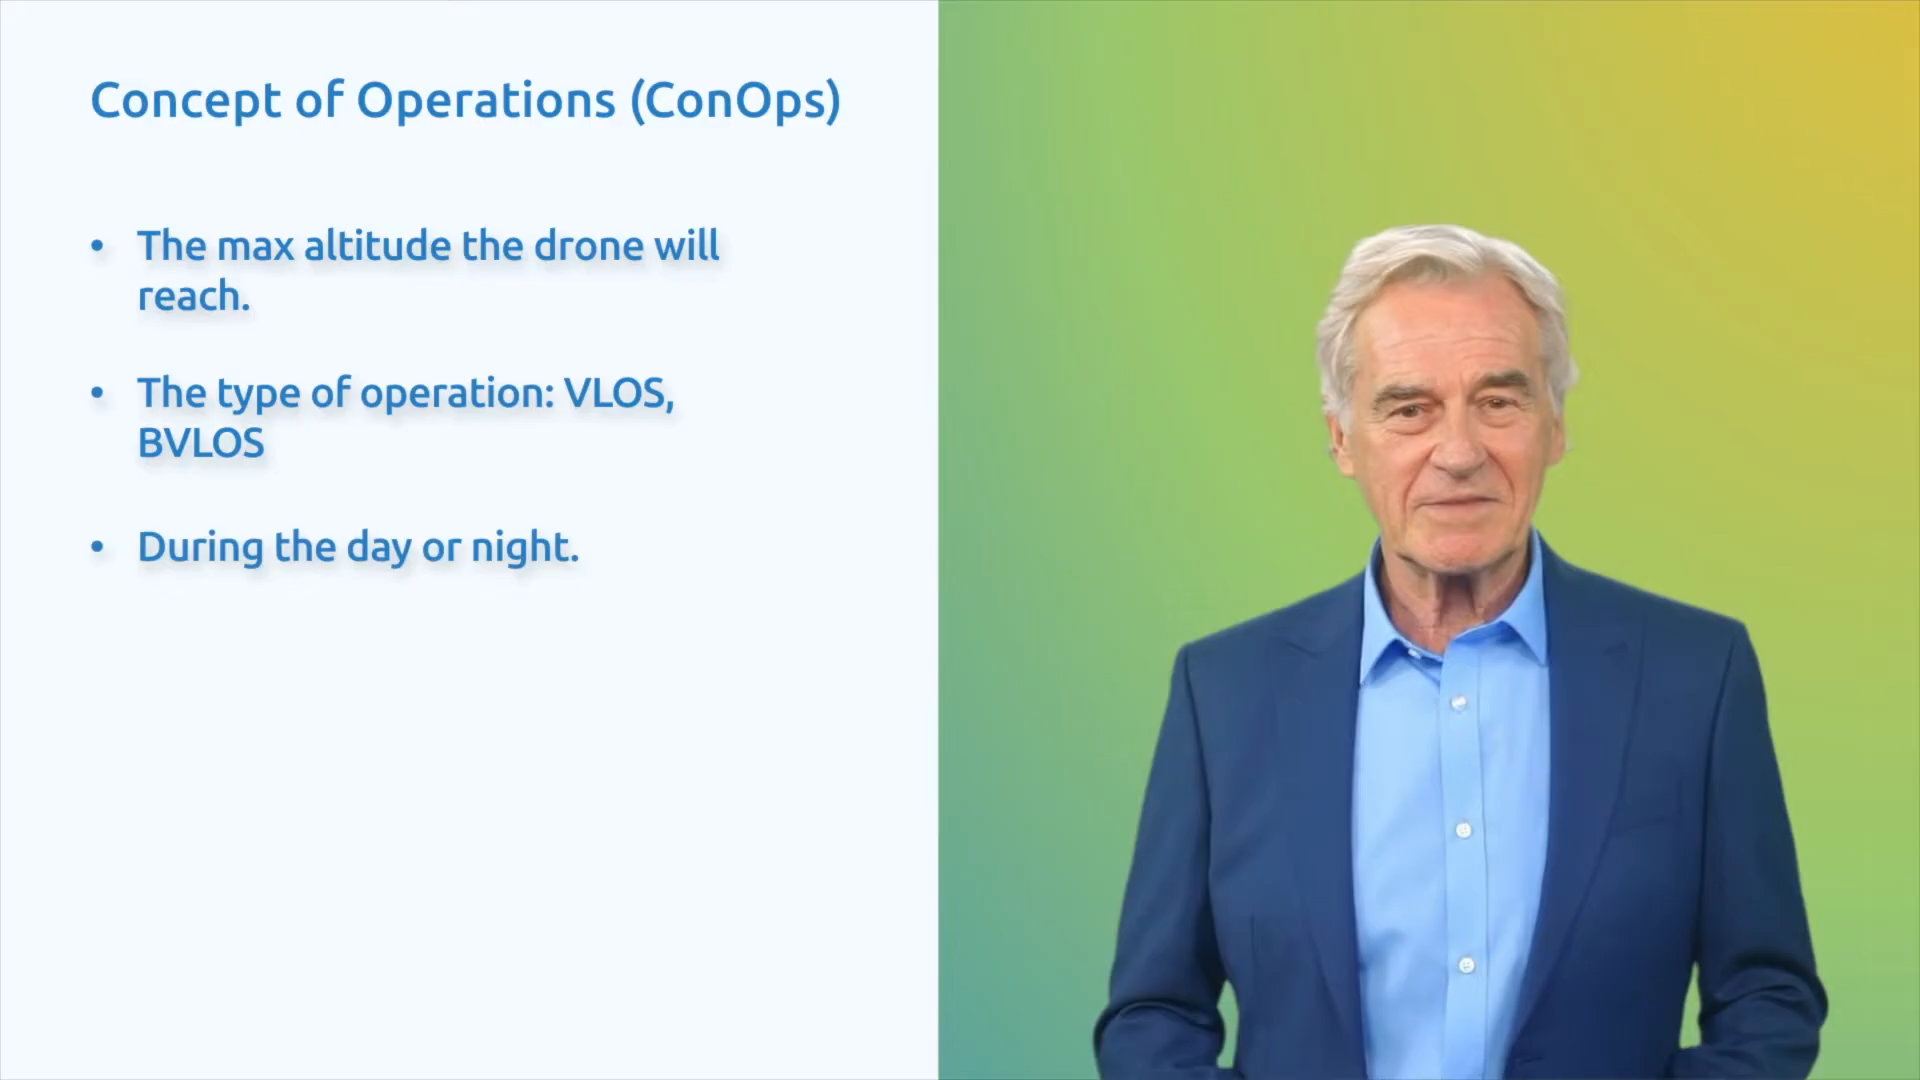 Concept of Operations (ConOps)
• The max altitude the drone will
reach.
• The type of operation: VLOS,
BVLOS
• During the day or night.